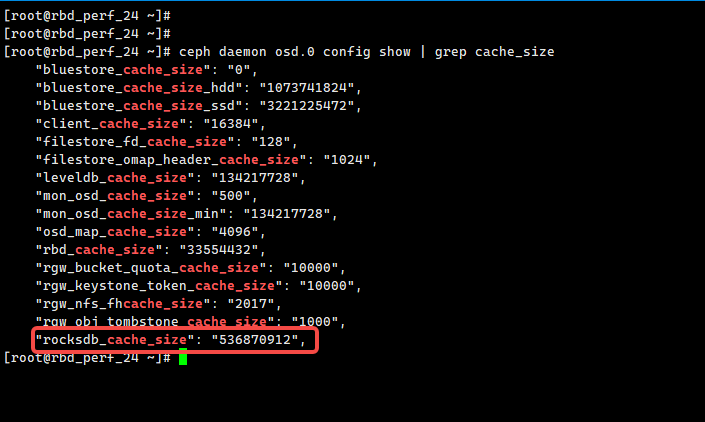 [root@rbd_perf_24 ~]#
[root@rbd_perf_24 ~]#
[root@rbd_perf_24 ~]# ceph daemon osd.0 config show | grep cache_size
    "bluestore_cache_size": "0",
    "bluestore_cache_size_hdd": "1073741824",
    "bluestore_cache_size_ssd": "3221225472",
    "client_cache_size": "16384",
    "filestore_fd_cache_size": "128",
    "filestore_omap_header_cache_size": "1024",
    "leveldb_cache_size": "134217728",
    "mon_osd_cache_size": "500",
    "mon_osd_cache_size_min": "134217728",
    "osd_map_cache_size": "4096",
    "rbd_cache_size": "33554432",
    "rgw_bucket_quota_cache_size": "10000",
    "rgw_keystone_token_cache_size": "10000",
    "rgw_nfs_fhcache_size": "2017",
    "rgw_obj_tombstone_cache_size": "1000",
    "rocksdb_cache_size": "536870912",
[root@rbd_perf_24 ~]#